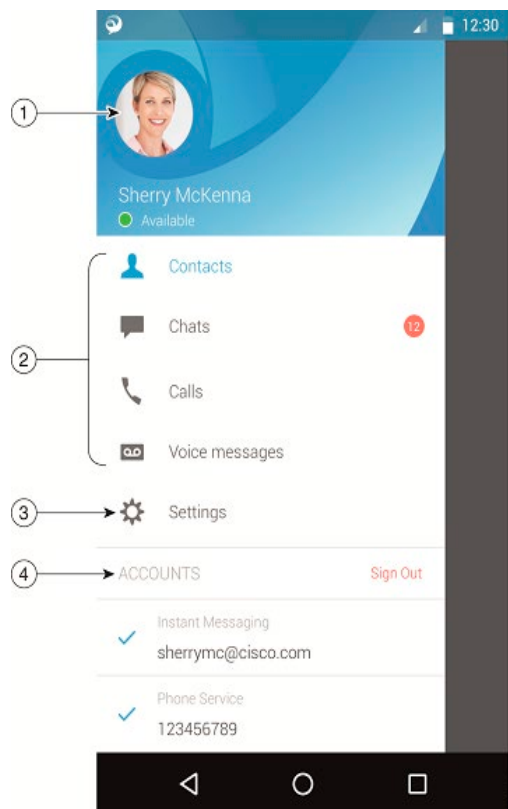 12:30
1
Sherry McKenna
Available
Contacts
2
Chats
12
Calls
Voice messages
3
Settings
4
ACCOUNTS
Sign Out
Instant Messaging
sherrymc@cisco.com
Phone Service
123456789